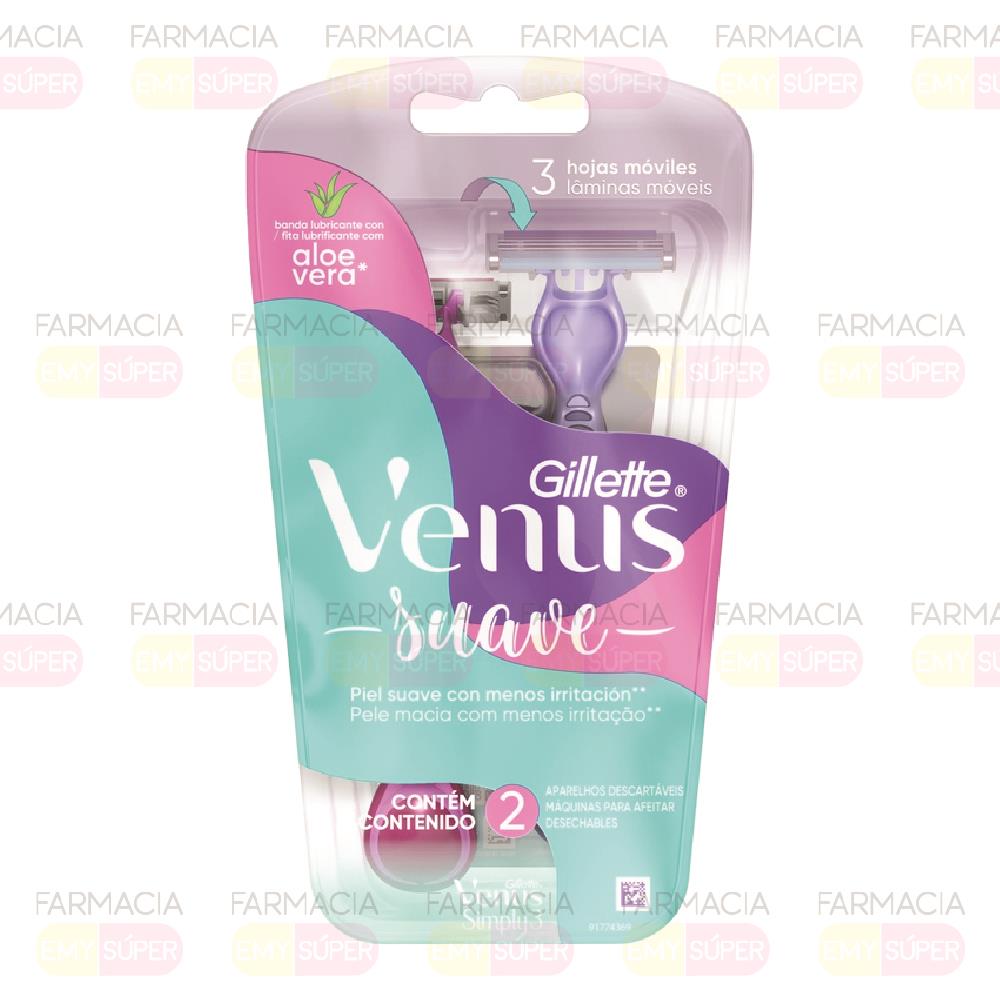 3 hojas móviles
lâminas móveis
banda lubricante con
/ fita lubrificante com
aloe
vera*
Gillette®
Venus
suave
Piel suave con menos irritación**
Pele macia com menos irritação**
CONTÉM
CONTENIDO
2
APARELHOS DESCARTÁVEIS
MÁQUINAS PARA AFEITAR
DESECHABLES
Gillette
Venus
Simply3
91774369
FARMACIA
EMY SÚPER